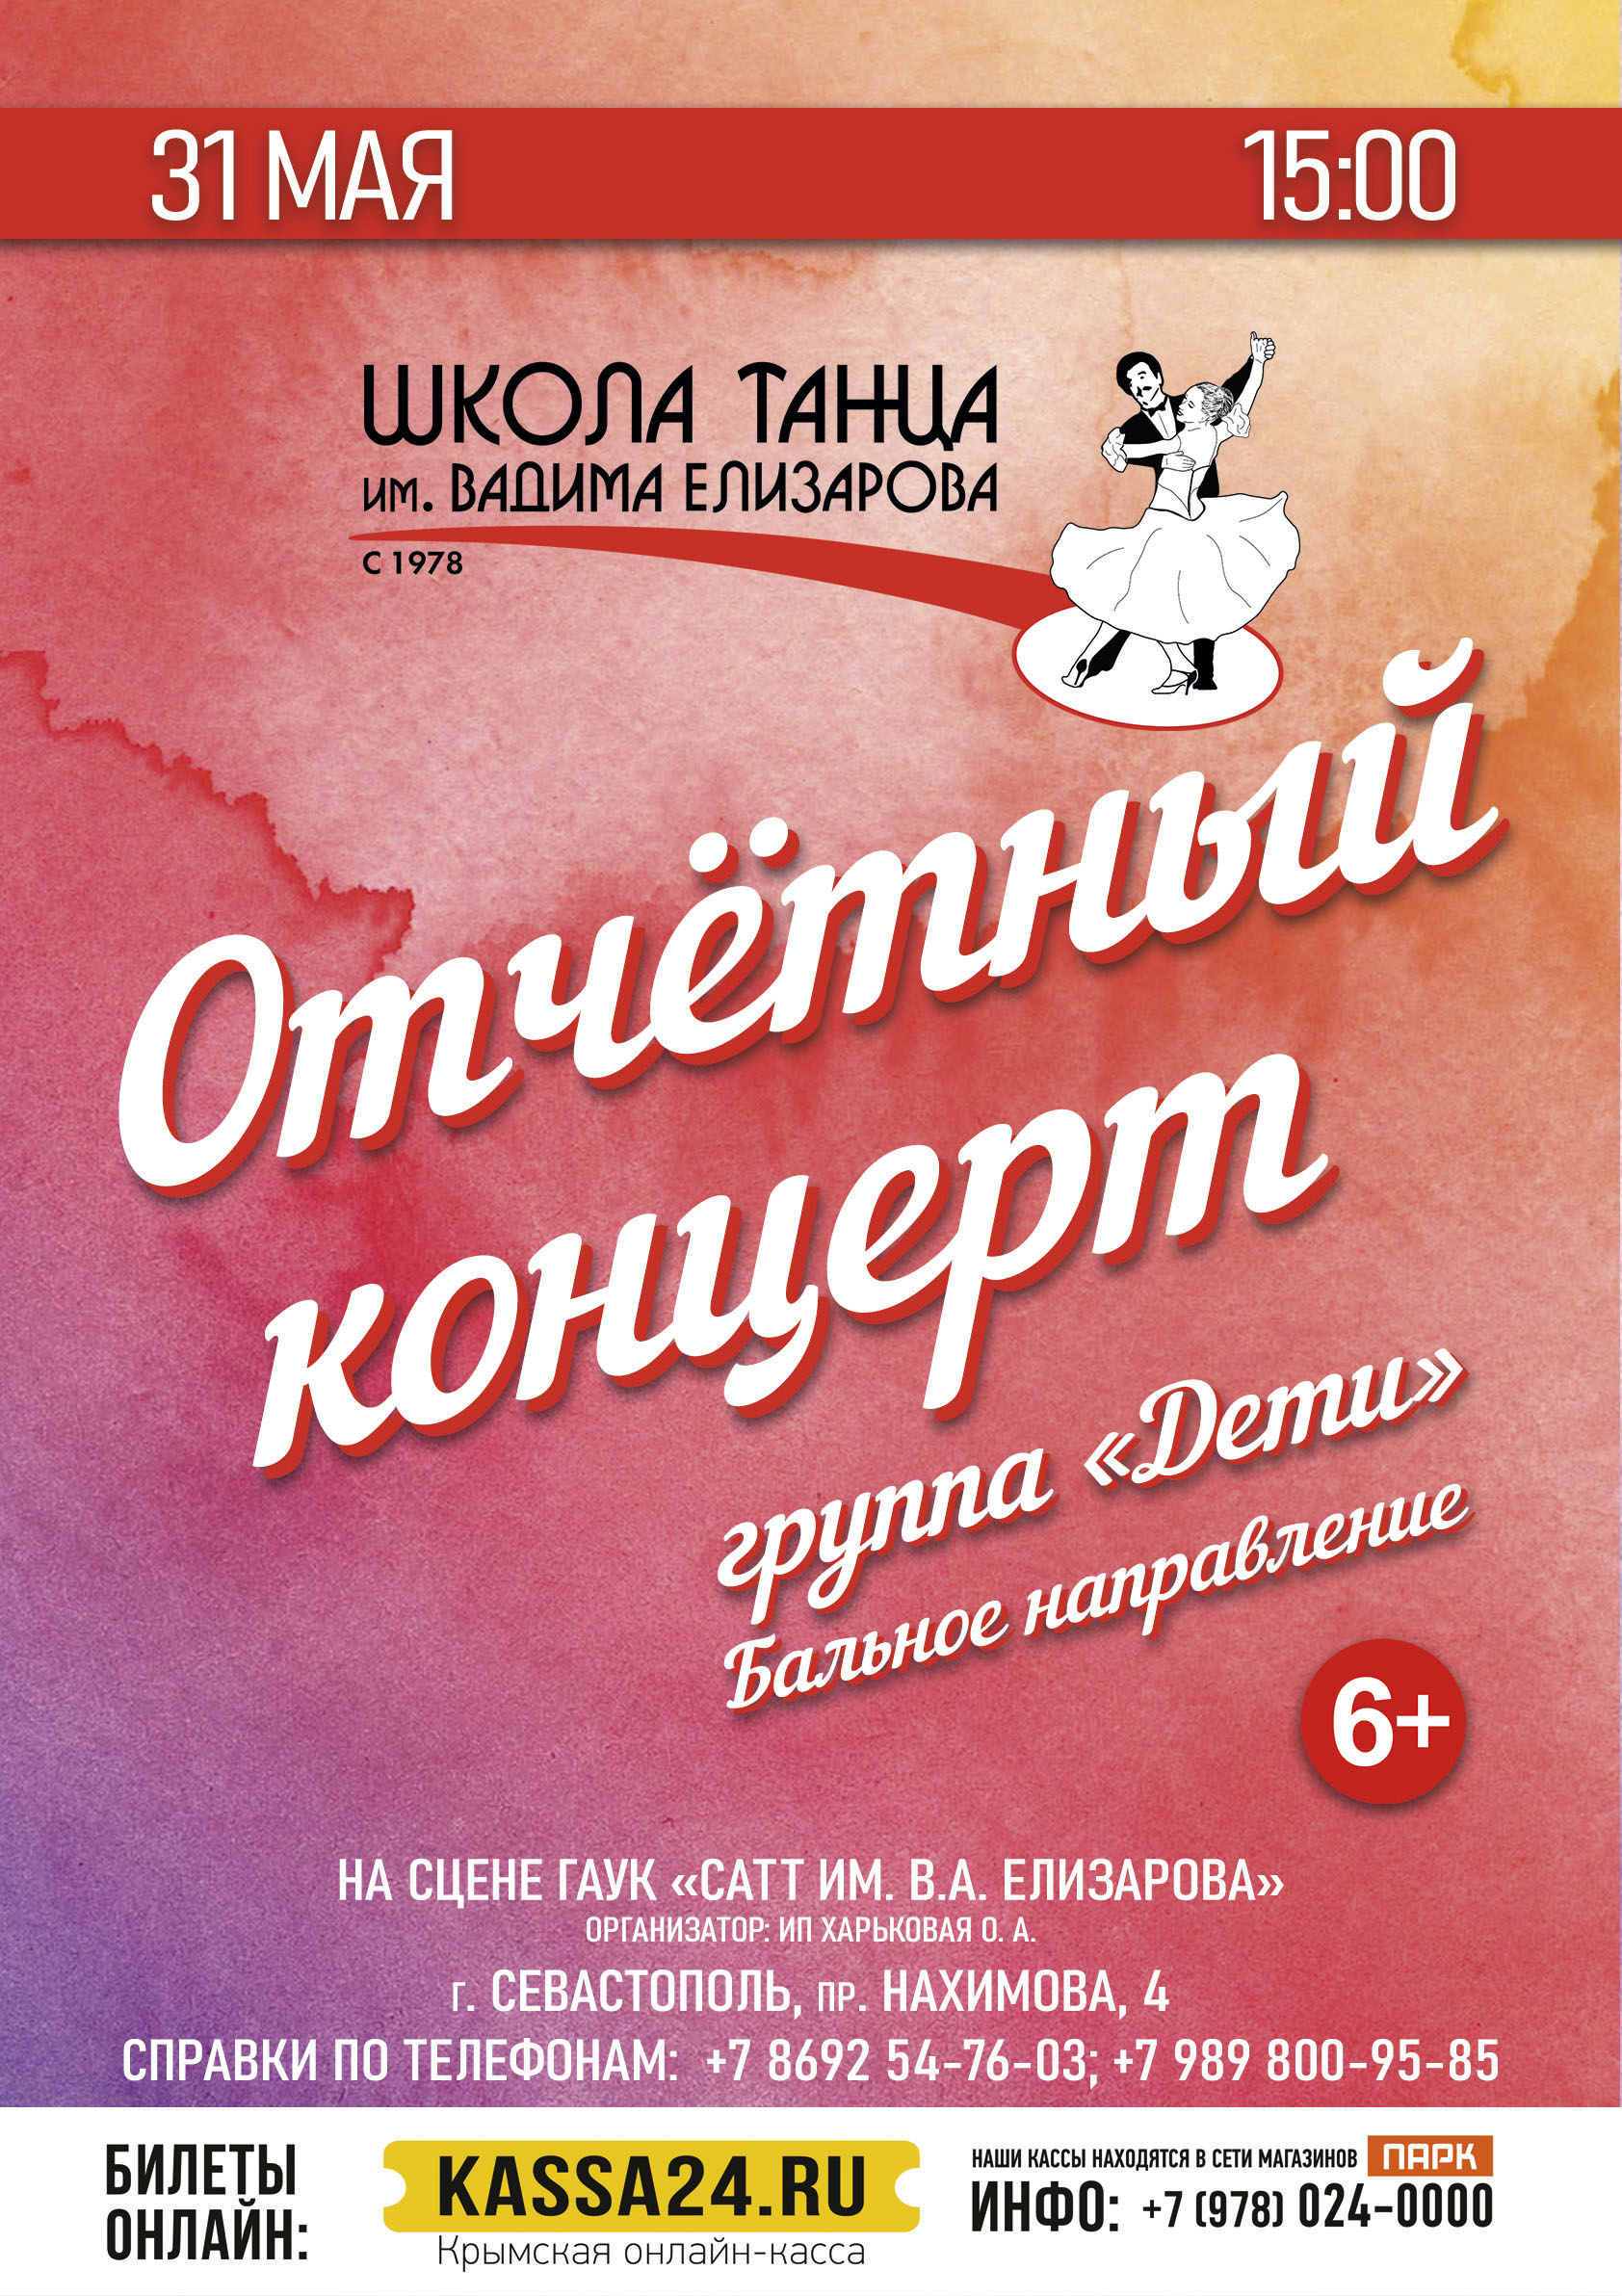 31 МАЯ 15:00
ШКОЛА ТАНЦА
ИМ. ВАДИМА ЕЛИЗАРОВА
С 1978
Отчётный
концерт
группа «Дети»
Бальное направление
6+
НА СЦЕНЕ ГАУК «САТТ ИМ. В.А. ЕЛИЗАРОВА»
ОРГАНИЗАТОР: ИП ХАРЬКОВАЯ О. А.
г. СЕВАСТОПОЛЬ, ПР. НАХИМОВА, 4
СПРАВКИ ПО ТЕЛЕФОНАМ: +7 8692 54-76-03; +7 989 800-95-85
БИЛЕТЫ
ОНЛАЙН:
KASSA24.RU
Крымская онлайн-касса
НАШИ КАССЫ НАХОДЯТСЯ В СЕТИ МАГАЗИНОВ ПАРК
ИНФО: +7 (978) 024-0000